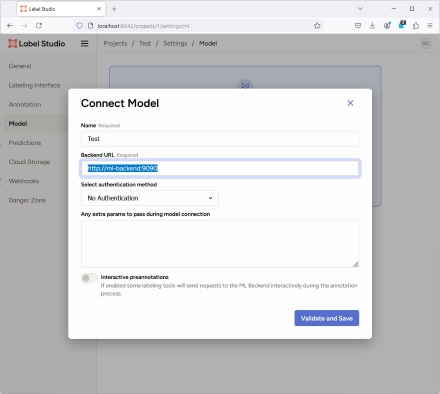 Label Studio
localhost:8042/projects/1/settings/ml
Label Studio
Projects / Test / Settings / Model
General
Labeling Interface
Annotation
Model
Predictions
Cloud Storage
Webhooks
Danger Zone
Connect Model
Name Required
Test
Backend URL Required
http://ml-backend:9090
Select authentication method
No Authentication
Any extra params to pass during model connection
Interactive preannotations
If enabled some labeling tools will send requests to the ML Backend interactively during the annotation
process.
Validate and Save